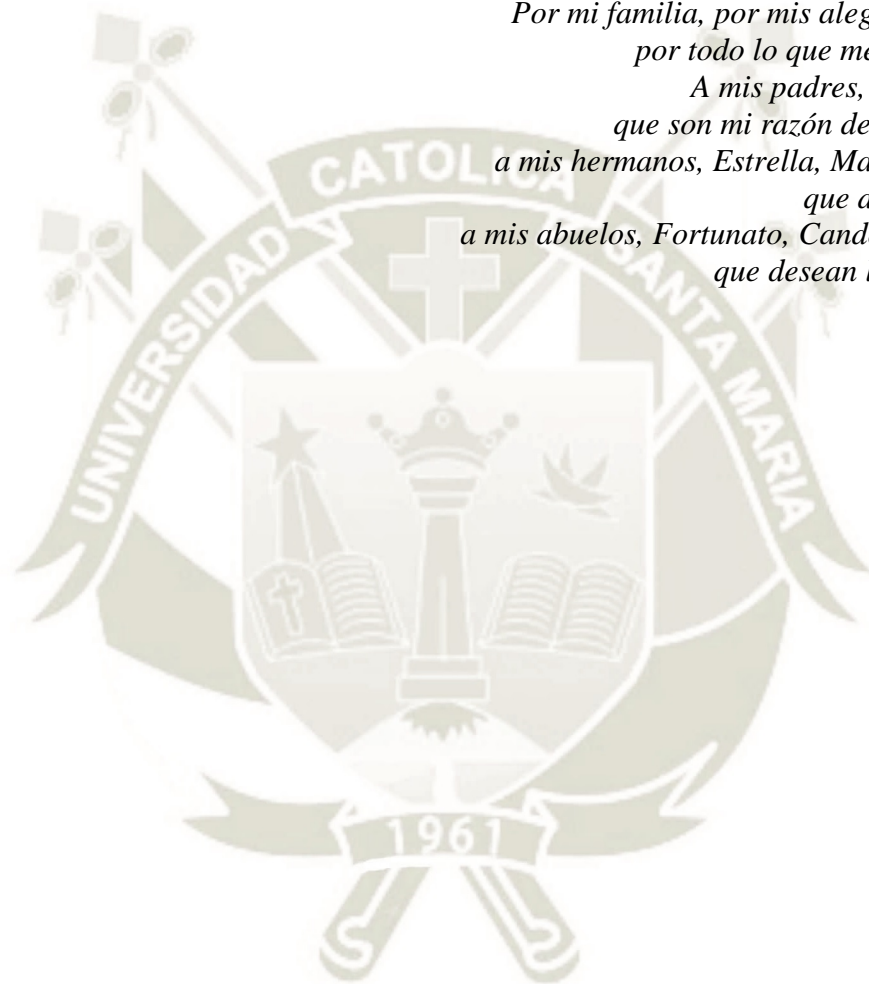 Por mi familia, por mis aleg
por todo lo que me
A mis padres,
que son mi razón de
a mis hermanos, Estrella, Ma
que a
a mis abuelos, Fortunato, Cand
que desean
UNIVERSIDAD CATOLICA SANTA MARIA
1961